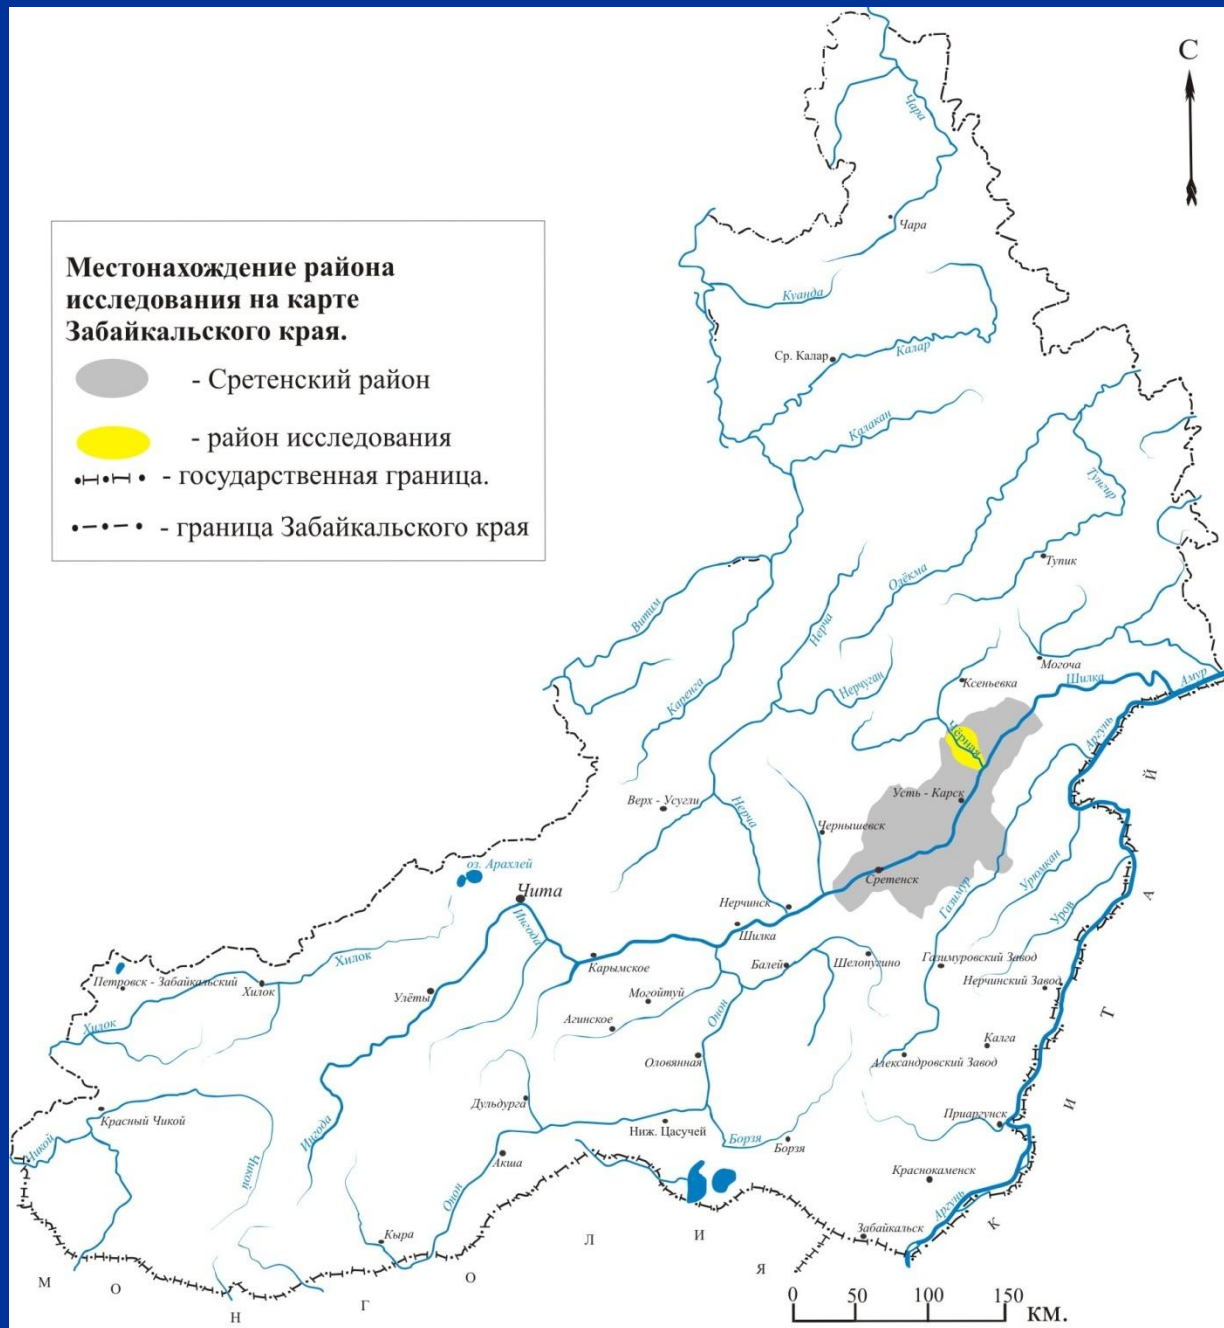 С
Чара
Чара
Местонахождение района
исследования на карте
Забайкальского края.
- Сретенский район
- район исследования
- государственная граница.
- граница Забайкальского края
Куанда
Ср. Калар
Калар
Калакан
Тунгир
Тупик
Олёкма
Витим
Нерча
Каренга
Нерчуган
Могоча
Ксеньевка
Шилка
Амур
Чёрная
Аргунь
Усть - Карск
Верх - Усугли
Нерча
Чернышевск
Сретенск
Газимур
Урюмкан
Уров
оз. Арахлей
Чита
Ингода
Нерчинск
Шилка
Карымское
Балей
Шелопугино
Газимуровский Завод
Нерчинский Завод
Хилок
Петровск - Забайкальский
Хилок
Улёты
Могойтуй
Онон
Агинское
Хилок
Калга
Оловянная
Александровский Завод
Дульдурга
Красный Чикой
Приаргунск
Ингода
Ниж. Цасучей
Борзя
Борзя
Чикой
Чикой
Акша
Онон
Краснокаменск
Аргунь
Забайкальск
Кыра
М О Н Г О Л И Я
К И Т А Й
0 50 100 150
км.